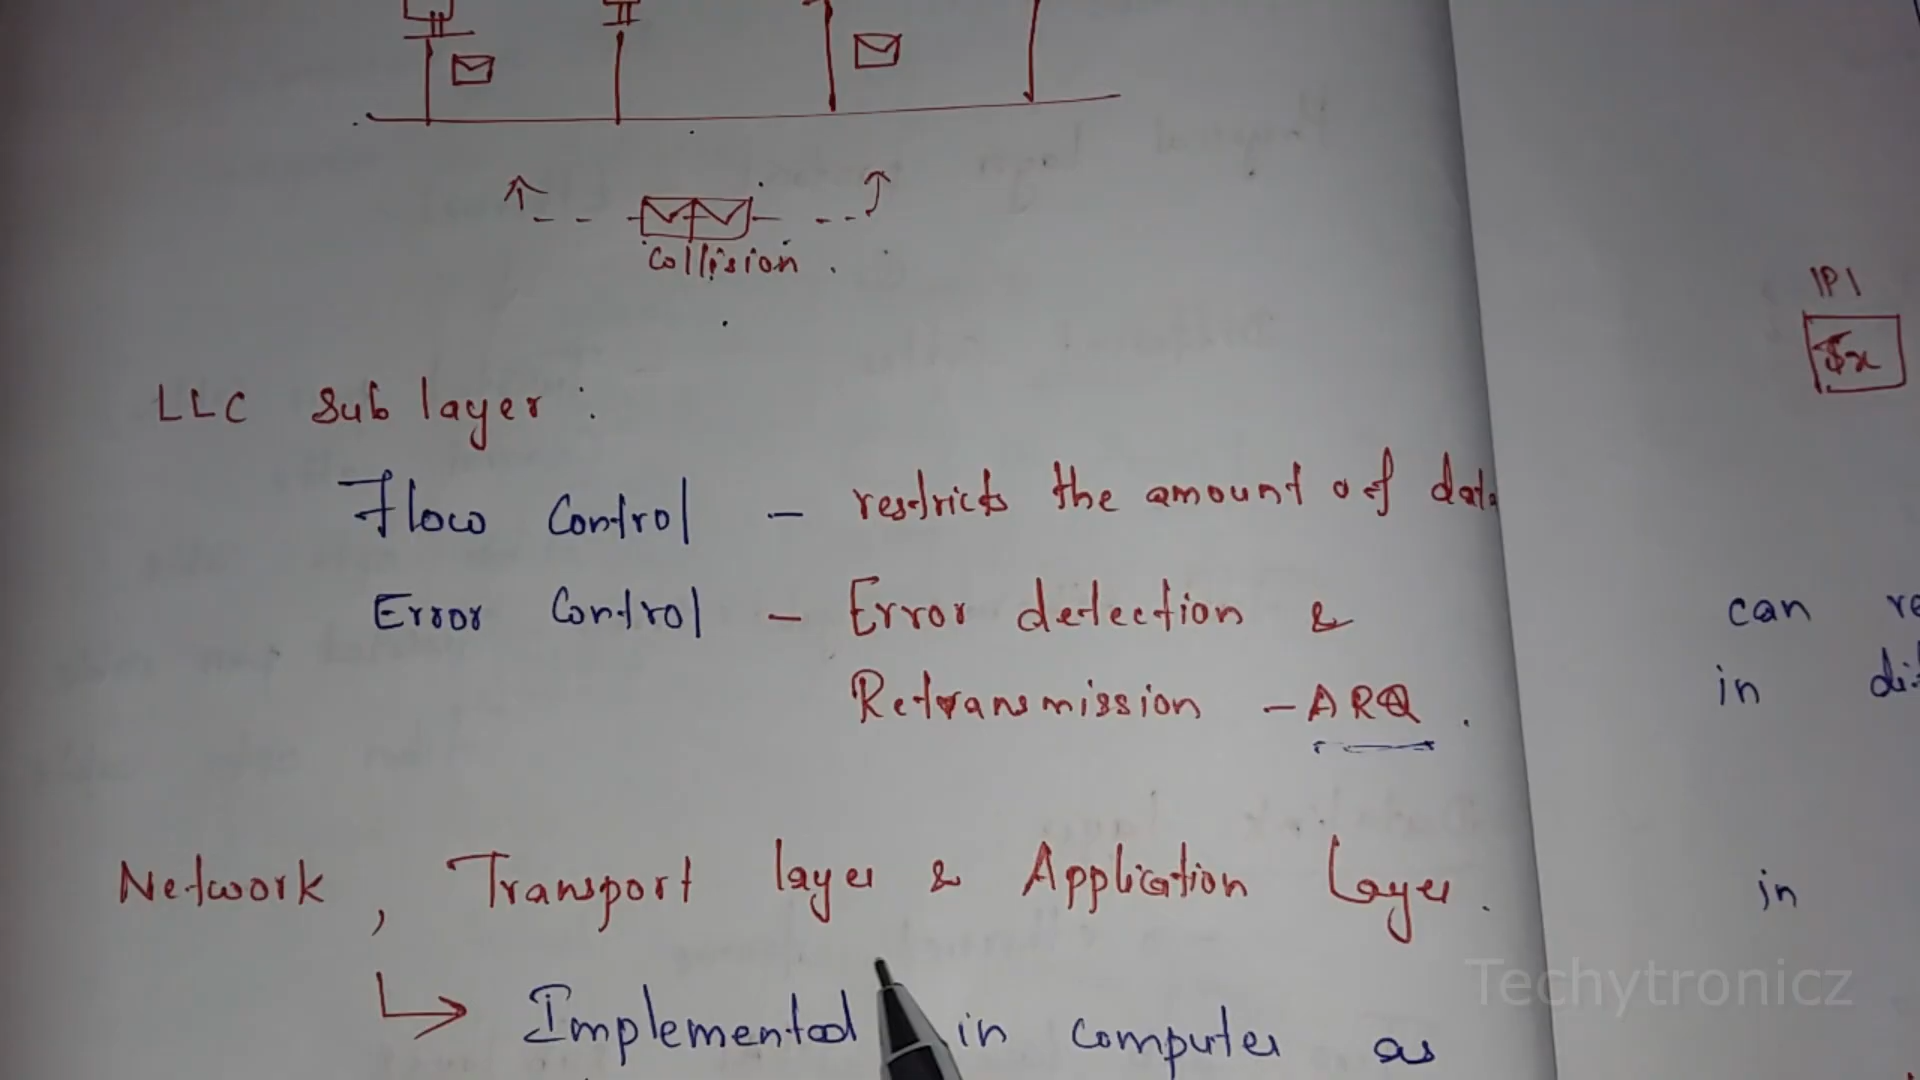 Collision .
LLC Sub layer :
Flow Control – restricts the amount of data
Error Control – Error detection &
Retransmission – ARQ .
Network , Transport layer & Application Layer .
↳ Implemented in computer as
IP1
can
in
in
Techytronicz